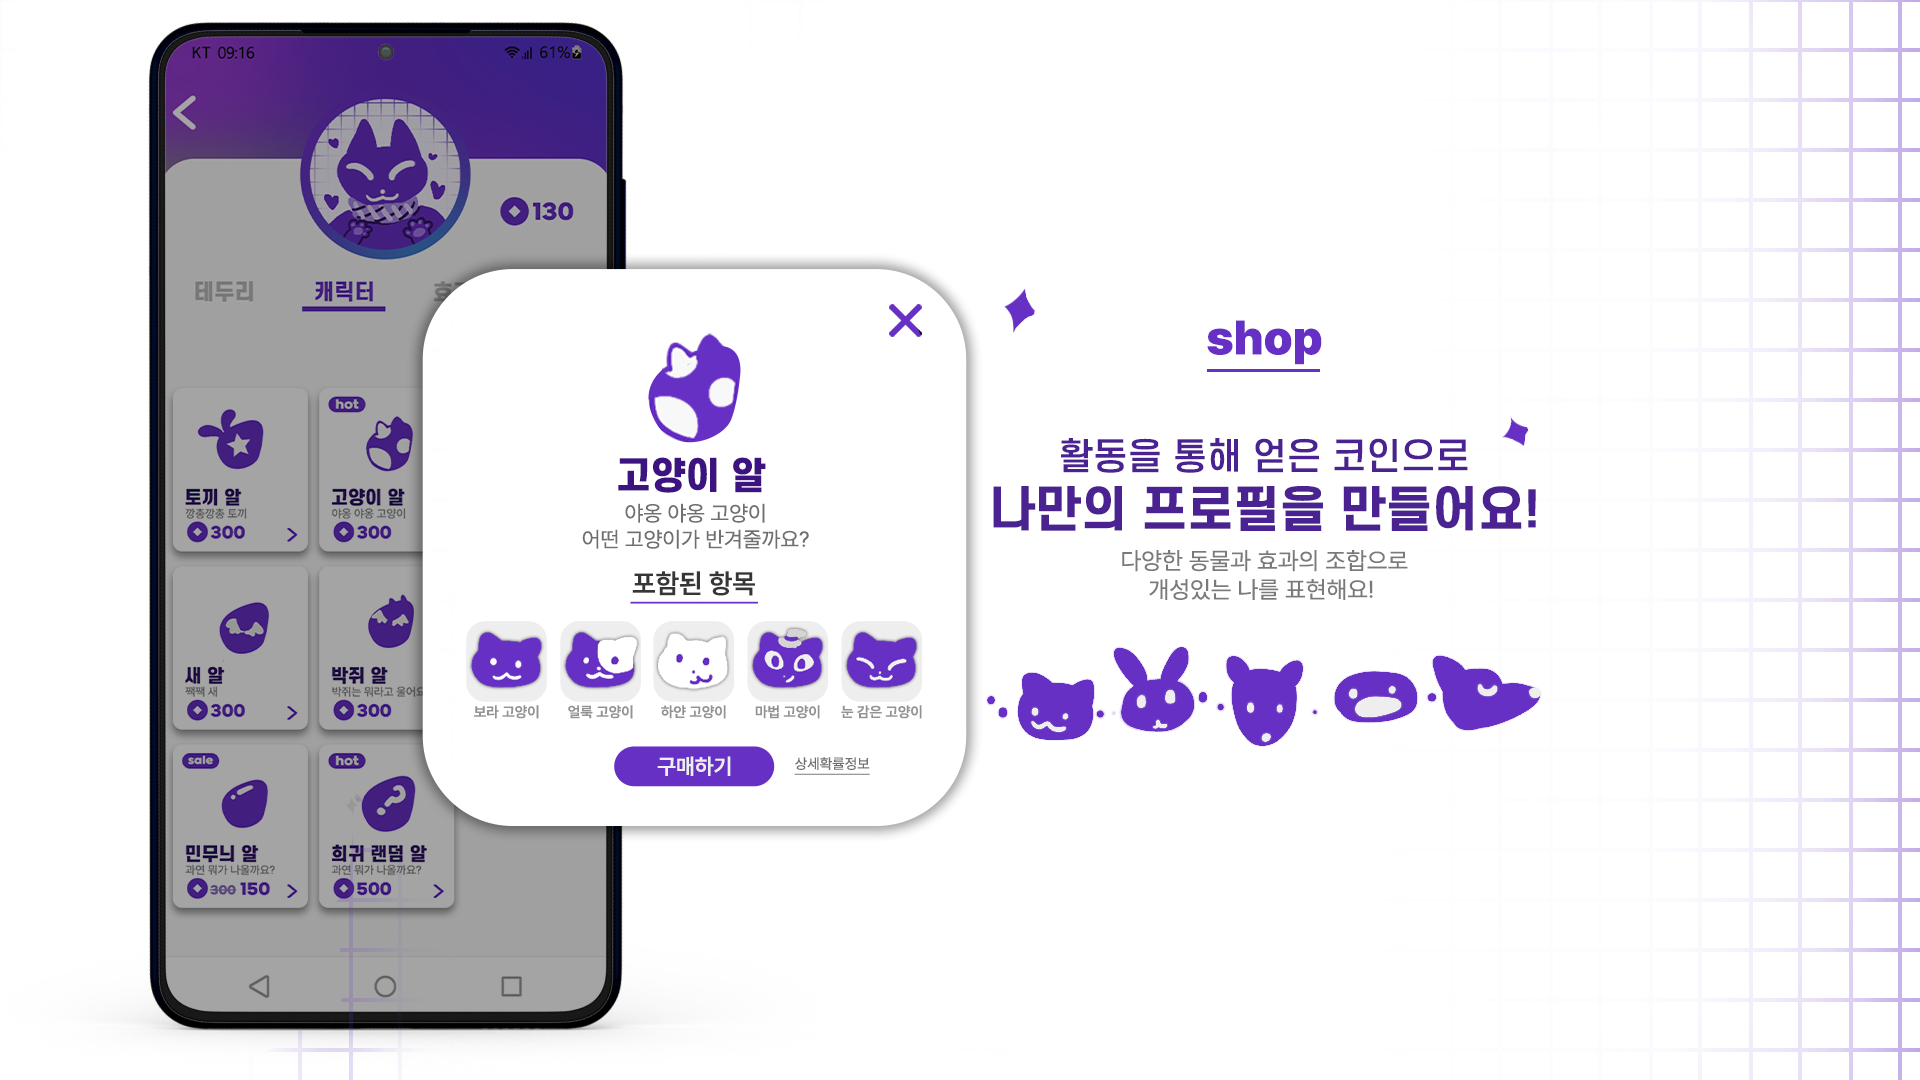 KT 09:16
61%
130
테두리
캐릭터
hot
토끼 알
깡총깡총 토끼
300
고양이 알
야옹 야옹 고양이
300
새 알
짹짹 새
300
박쥐 알
박쥐는 뭐라고 울어요
300
sale
민무늬 알
과연 뭐가 나올까요?
300 150
hot
희귀 랜덤 알
과연 뭐가 나올까요?
500
고양이 알
야옹 야옹 고양이
어떤 고양이가 반겨줄까요?
포함된 항목
보라 고양이
얼룩 고양이
하얀 고양이
마법 고양이
눈 감은 고양이
구매하기
상세확률정보
shop
활동을 통해 얻은 코인으로
나만의 프로필을 만들어요!
다양한 동물과 효과의 조합으로
개성있는 나를 표현해요!